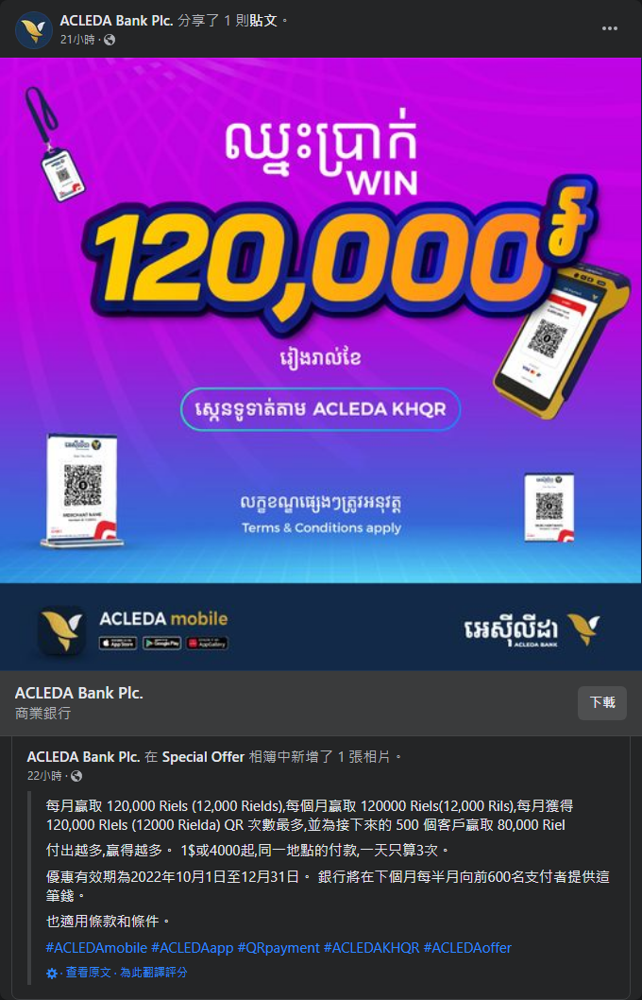 ACLEDA Bank Plc. 分享了 1 則貼文。
21小時 ·
ឈ្នះប្រាក់
WIN
120,000៛
រៀងរាល់ខែ
ស្កេនទូទាត់តាម ACLEDA KHQR
លក្ខខណ្ឌផ្សេងៗត្រូវអនុវត្ត
Terms & Conditions apply
MERCHANT NAME
ACLEDA mobile
App Store
Google Play
AppGallery
អេស៊ីលីដា
ACLEDA BANK
ACLEDA Bank Plc.
商業銀行
下載
ACLEDA Bank Plc. 在 Special Offer 相簿中新增了 1 張相片。
22小時 ·
每月贏取 120,000 Riels (12,000 Rields),每個月贏取 120000 Riels(12,000 Rils),每月獲得
120,000 Rlels (12000 Rielda) QR 次數最多,並為接下來的 500 個客戶贏取 80,000 Riel
付出越多,贏得越多。 1$或4000起,同一地點的付款,一天只算3次。
優惠有效期為2022年10月1日至12月31日。 銀行將在下個月每半月向前600名支付者提供這
筆錢。
也適用條款和條件。
#ACLEDAmobile #ACLEDAapp #QRpayment #ACLEDAKHQR #ACLEDAoffer
· 查看原文 · 為此翻譯評分